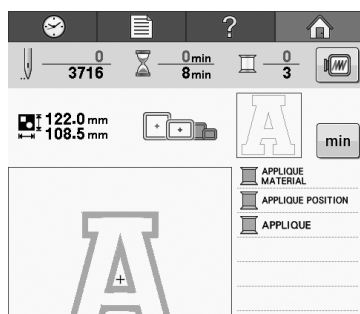 ?
0 0min 0
3716 8min 3
122.0 mm
108.5 mm
min
APPLIQUE
MATERIAL
APPLIQUE POSITION
APPLIQUE
A
A